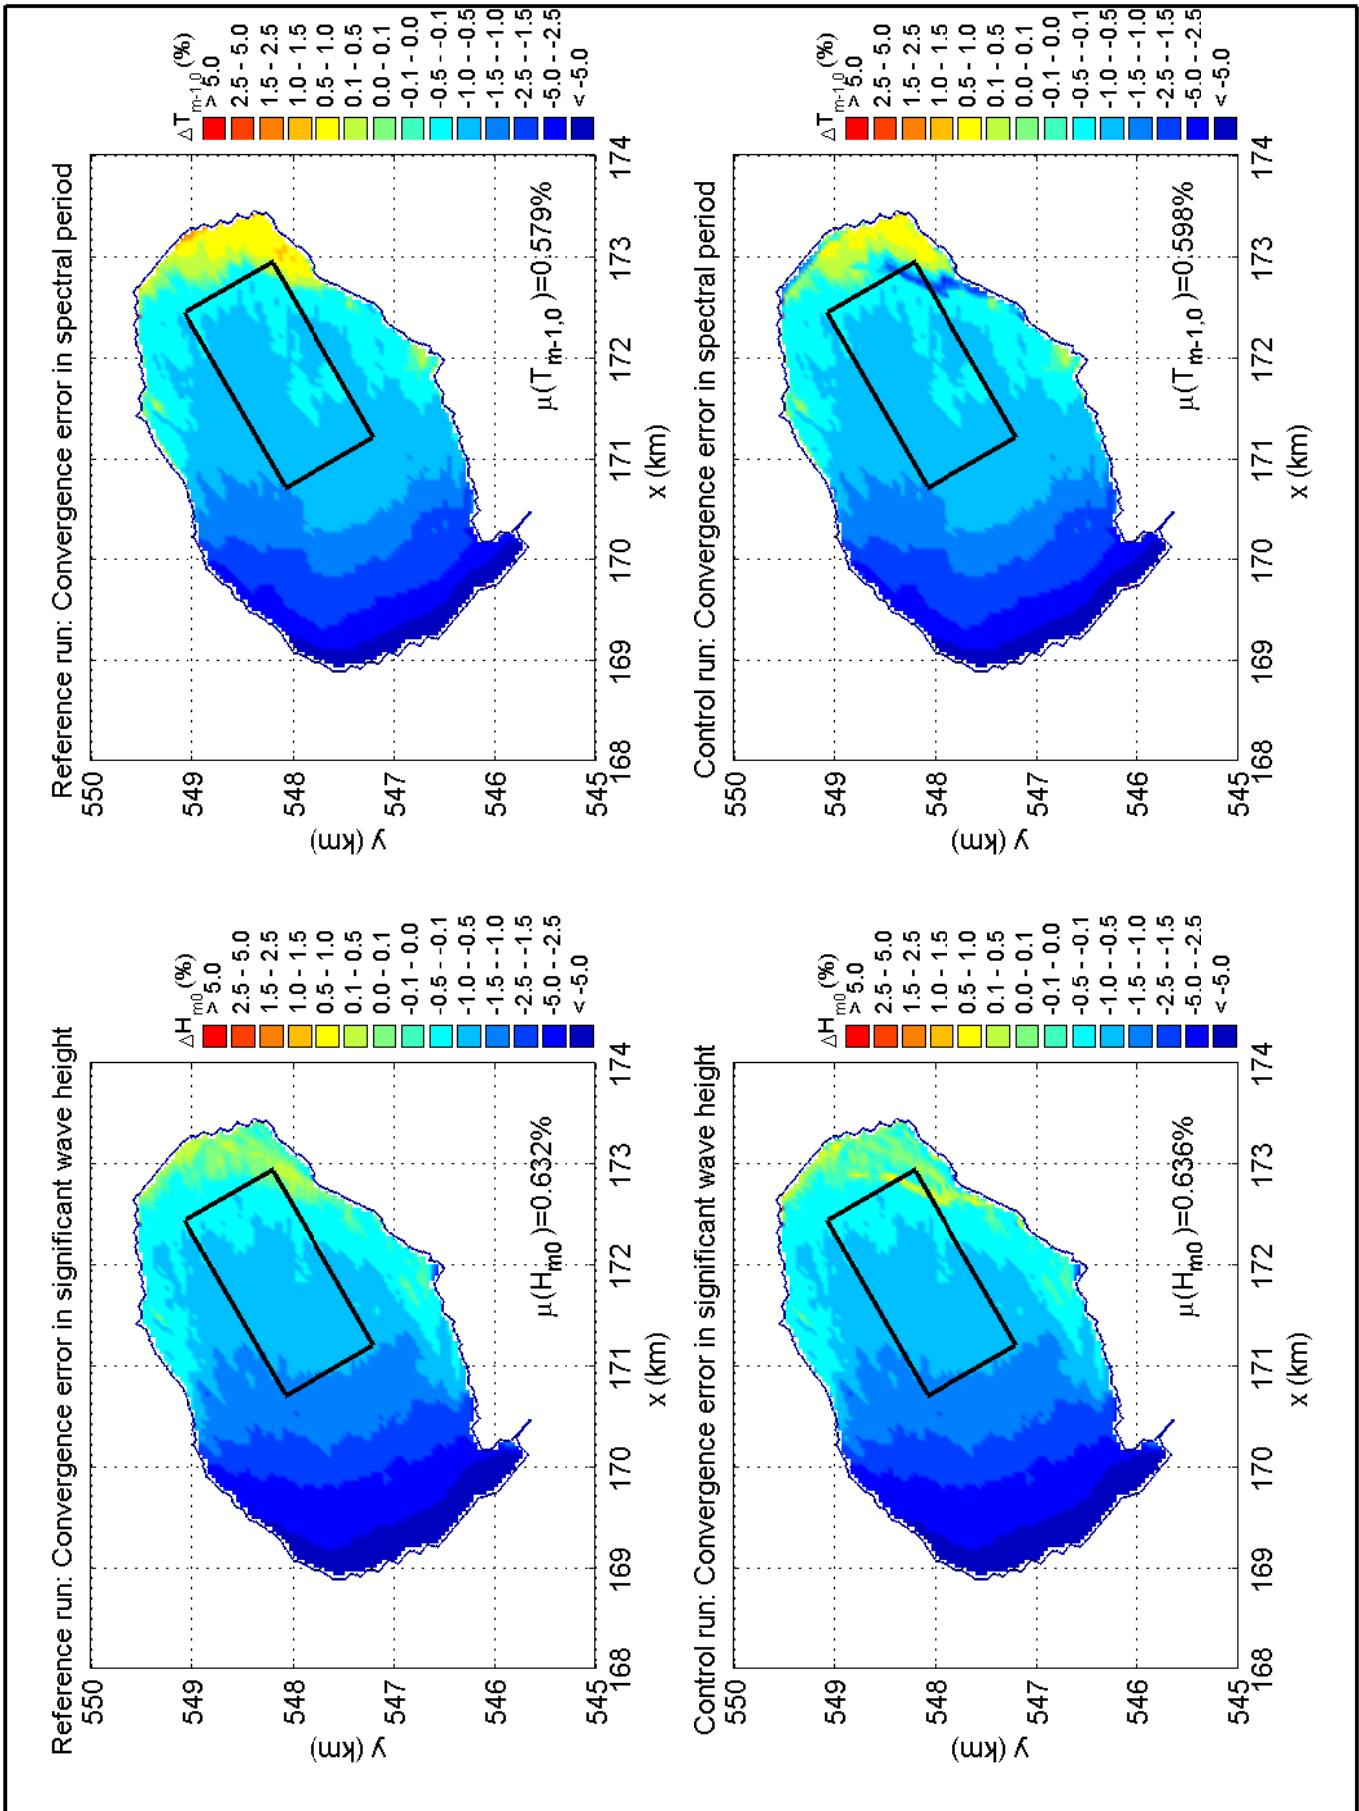 Reference run: Convergence error in significant wave height
550
549
548
547
546
545
y (km)
168
169
170
171
172
173
174
x (km)
μ(Hm0 )=0.632%
ΔHm0 (%)
> 5.0
2.5 - 5.0
1.5 - 2.5
1.0 - 1.5
0.5 - 1.0
0.1 - 0.5
0.0 - 0.1
-0.1 - 0.0
-0.5 - -0.1
-1.0 - -0.5
-1.5 - -1.0
-2.5 - -1.5
-5.0 - -2.5
< -5.0
Reference run: Convergence error in spectral period
550
549
548
547
546
545
y (km)
168
169
170
171
172
173
174
x (km)
μ(Tm-1,0 )=0.579%
ΔTm-1,0 (%)
> 5.0
2.5 - 5.0
1.5 - 2.5
1.0 - 1.5
0.5 - 1.0
0.1 - 0.5
0.0 - 0.1
-0.1 - 0.0
-0.5 - -0.1
-1.0 - -0.5
-1.5 - -1.0
-2.5 - -1.5
-5.0 - -2.5
< -5.0
Control run: Convergence error in significant wave height
550
549
548
547
546
545
y (km)
168
169
170
171
172
173
174
x (km)
μ(Hm0 )=0.636%
ΔHm0 (%)
> 5.0
2.5 - 5.0
1.5 - 2.5
1.0 - 1.5
0.5 - 1.0
0.1 - 0.5
0.0 - 0.1
-0.1 - 0.0
-0.5 - -0.1
-1.0 - -0.5
-1.5 - -1.0
-2.5 - -1.5
-5.0 - -2.5
< -5.0
Control run: Convergence error in spectral period
550
549
548
547
546
545
y (km)
168
169
170
171
172
173
174
x (km)
μ(Tm-1,0 )=0.598%
ΔTm-1,0 (%)
> 5.0
2.5 - 5.0
1.5 - 2.5
1.0 - 1.5
0.5 - 1.0
0.1 - 0.5
0.0 - 0.1
-0.1 - 0.0
-0.5 - -0.1
-1.0 - -0.5
-1.5 - -1.0
-2.5 - -1.5
-5.0 - -2.5
< -5.0